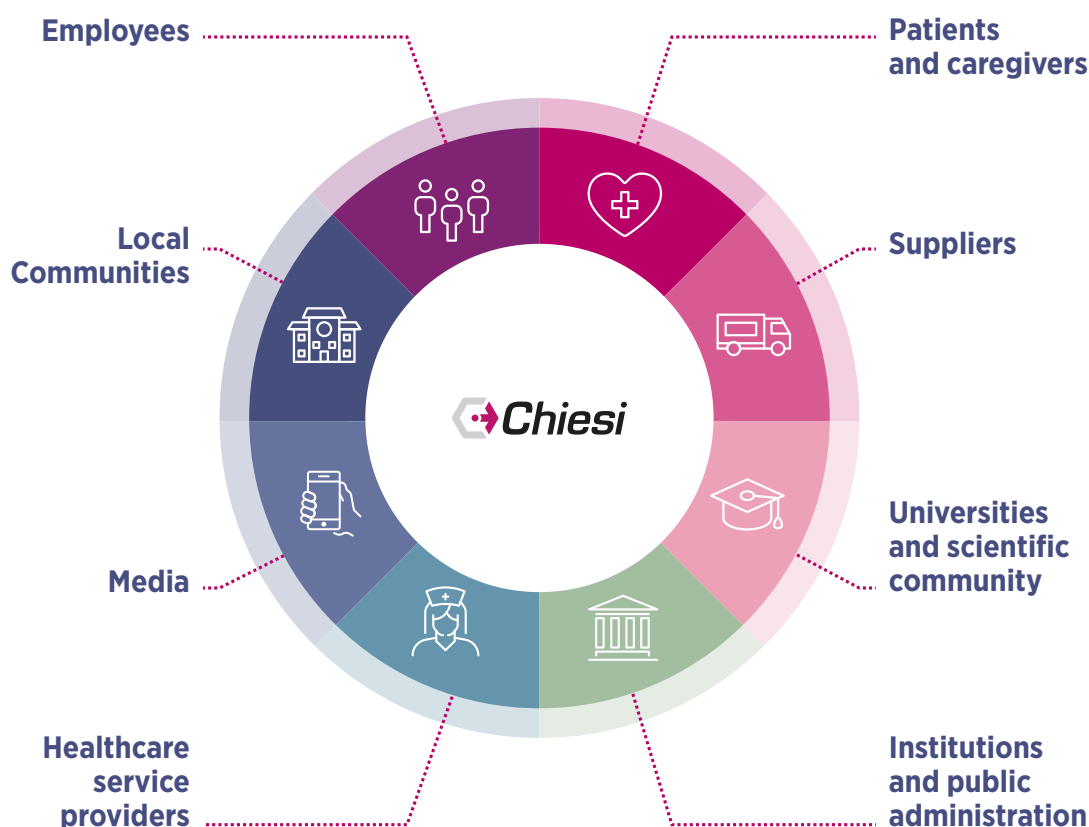 Employees
Patients
and caregivers
Local
Communities
Suppliers
Chiesi
Universities
and scientific
community
Media
Healthcare
service
providers
Institutions
and public
administration